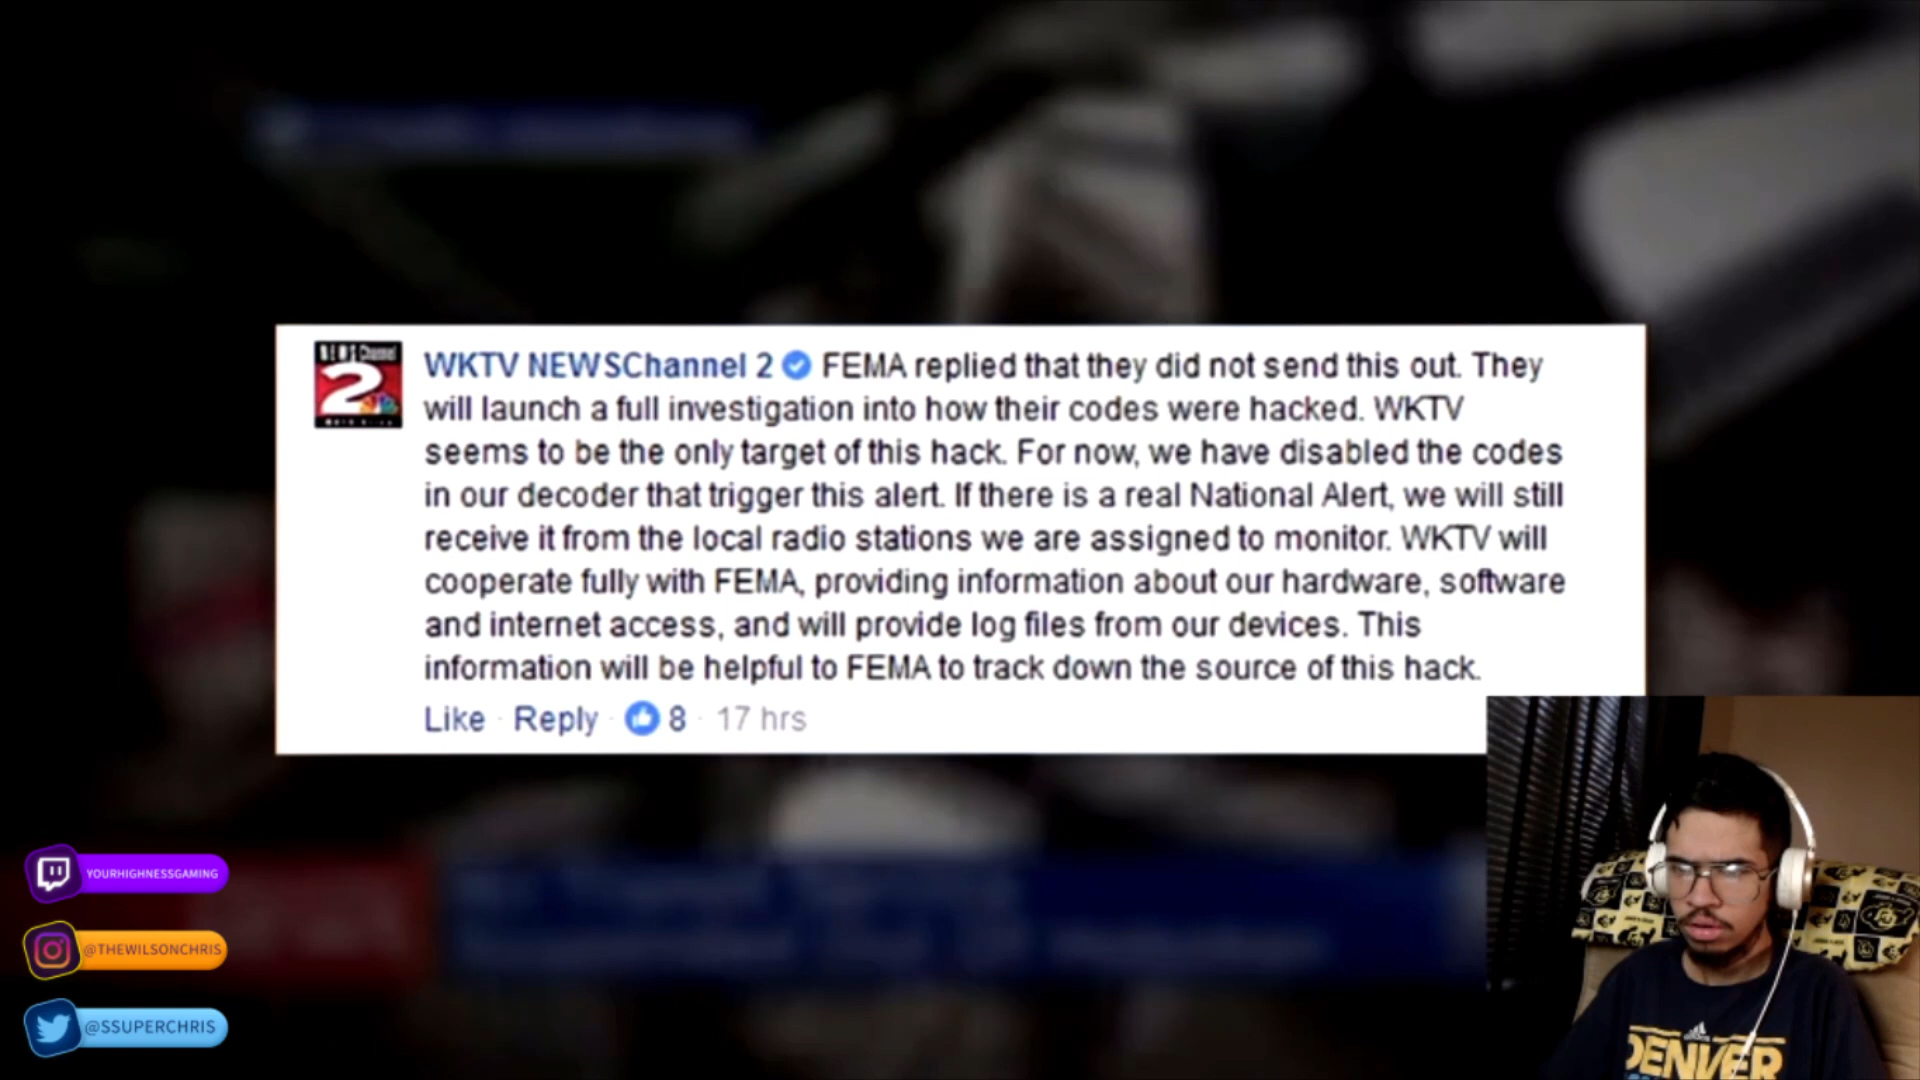 NEWS Channel
2
WKTV NEWSChannel 2 FEMA replied that they did not send this out. They
will launch a full investigation into how their codes were hacked. WKTV
seems to be the only target of this hack. For now, we have disabled the codes
in our decoder that trigger this alert. If there is a real National Alert, we will still
receive it from the local radio stations we are assigned to monitor. WKTV will
cooperate fully with FEMA, providing information about our hardware, software
and internet access, and will provide log files from our devices. This
information will be helpful to FEMA to track down the source of this hack.
Like · Reply · 8 · 17 hrs
YOURHIGHNESSGAMING
@THEWILSONCHRIS
@SSUPERCHRIS
DENVER